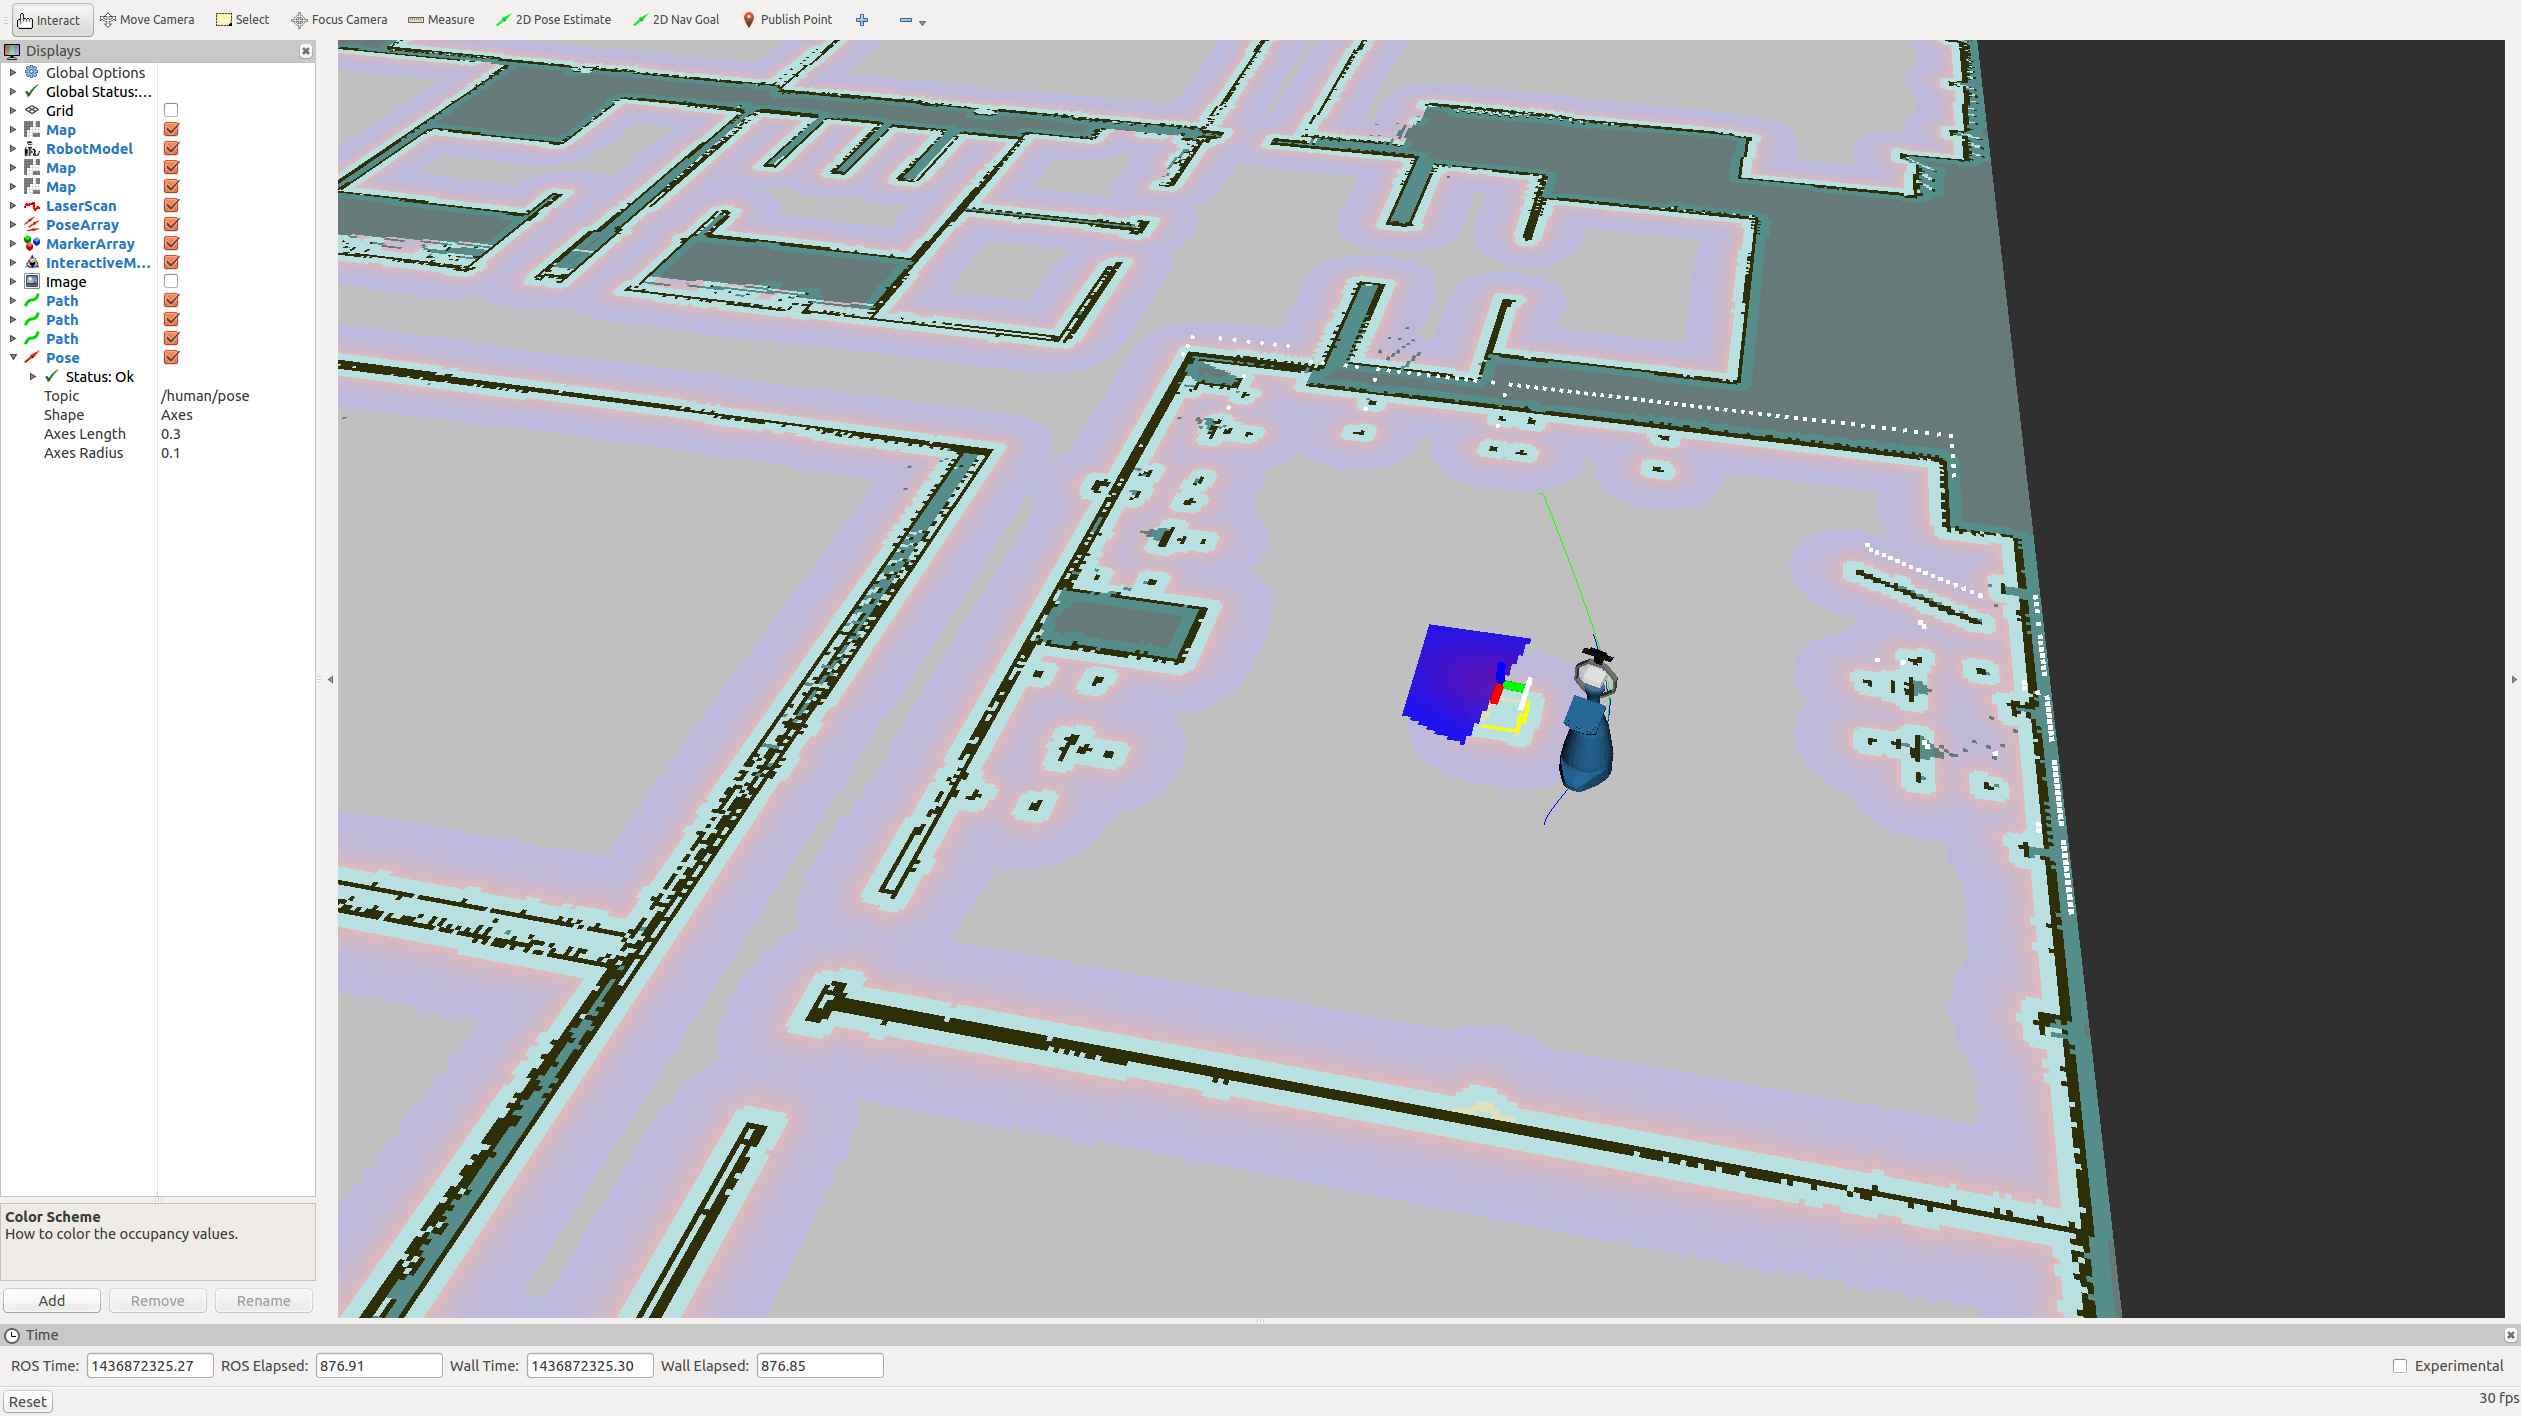 Interact Move Camera Select Focus Camera Measure 2D Pose Estimate 2D Nav Goal Publish Point
Displays
Global Options
Global Status:...
Grid
Map
RobotModel
Map
Map
LaserScan
PoseArray
MarkerArray
InteractiveM...
Image
Path
Path
Path
Pose
Status: Ok
Topic /human/pose
Shape Axes
Axes Length 0.3
Axes Radius 0.1
Color Scheme
How to color the occupancy values.
Add Remove Rename
Time
ROS Time: 1436872325.27 ROS Elapsed: 876.91 Wall Time: 1436872325.30 Wall Elapsed: 876.85 Experimental
Reset 30 fps